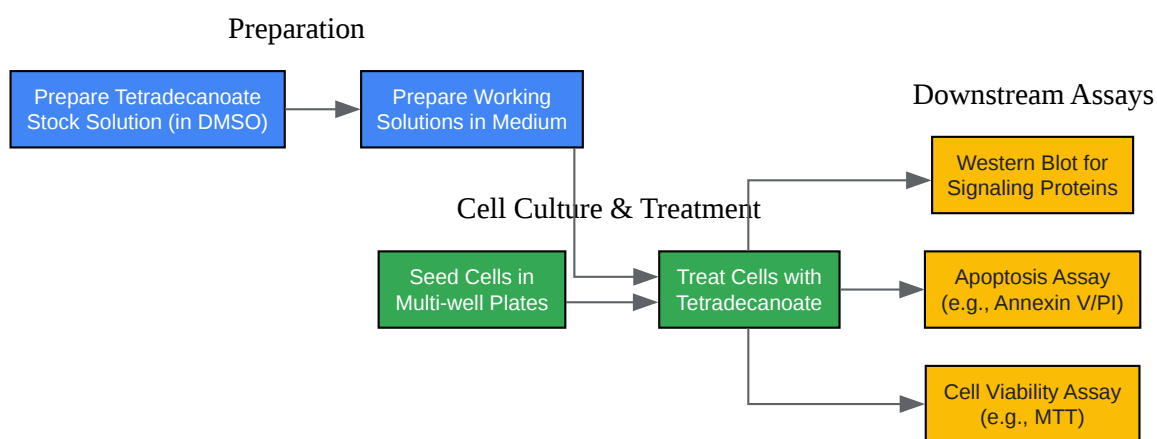 Preparation
Prepare Tetradecanoate
Stock Solution (in DMSO)
Prepare Working
Solutions in Medium
Cell Culture & Treatment
Seed Cells in
Multi-well Plates
Treat Cells with
Tetradecanoate
Downstream Assays
Western Blot for
Signaling Proteins
Apoptosis Assay
(e.g., Annexin V/PI)
Cell Viability Assay
(e.g., MTT)